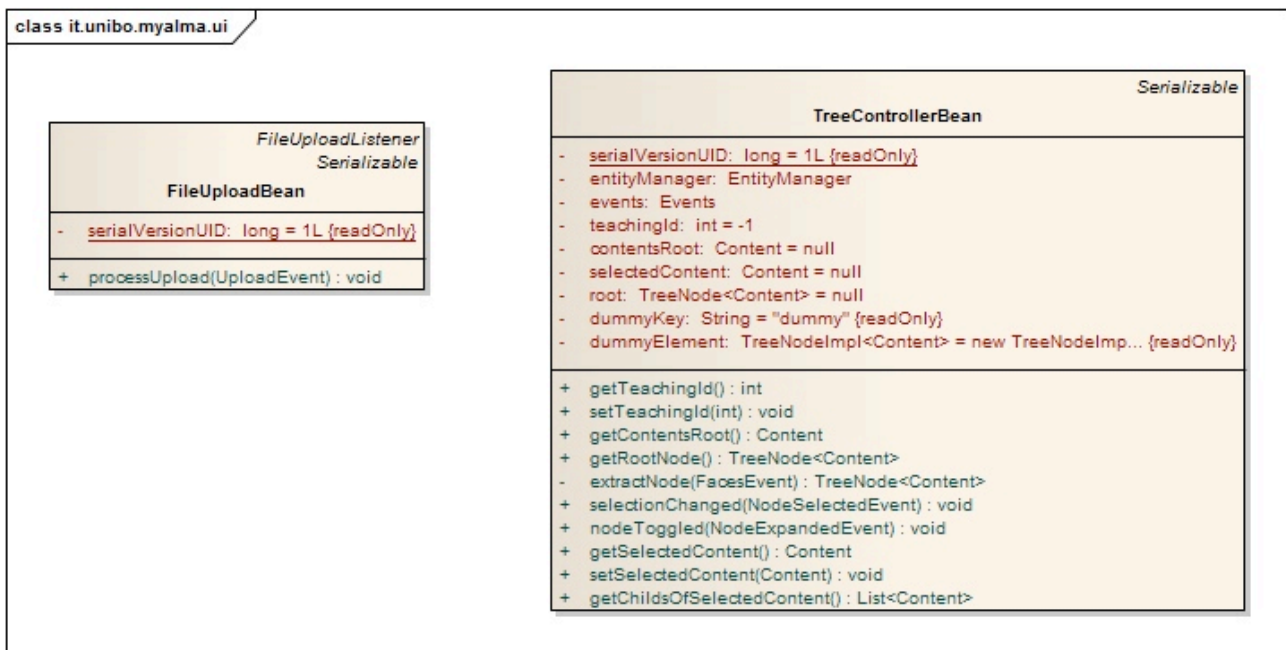 class it.unibo.myalma.ui
FileUploadListener
Serializable
FileUploadBean
- serialVersionUID: long = 1L {readOnly}
+ processUpload(UploadEvent) : void
Serializable
TreeControllerBean
- serialVersionUID: long = 1L {readOnly}
- entityManager: EntityManager
- events: Events
- teachingId: int = -1
- contentsRoot: Content = null
- selectedContent: Content = null
- root: TreeNode<Content> = null
- dummyKey: String = "dummy" {readOnly}
- dummyElement: TreeNodeImpl<Content> = new TreeNodeImp... {readOnly}
+ getTeachingId() : int
+ setTeachingId(int) : void
+ getContentsRoot() : Content
+ getRootNode() : TreeNode<Content>
- extractNode(FacesEvent) : TreeNode<Content>
+ selectionChanged(NodeSelectedEvent) : void
+ nodeToggled(NodeExpandedEvent) : void
+ getSelectedContent() : Content
+ setSelectedContent(Content) : void
+ getChildsOfSelectedContent() : List<Content>